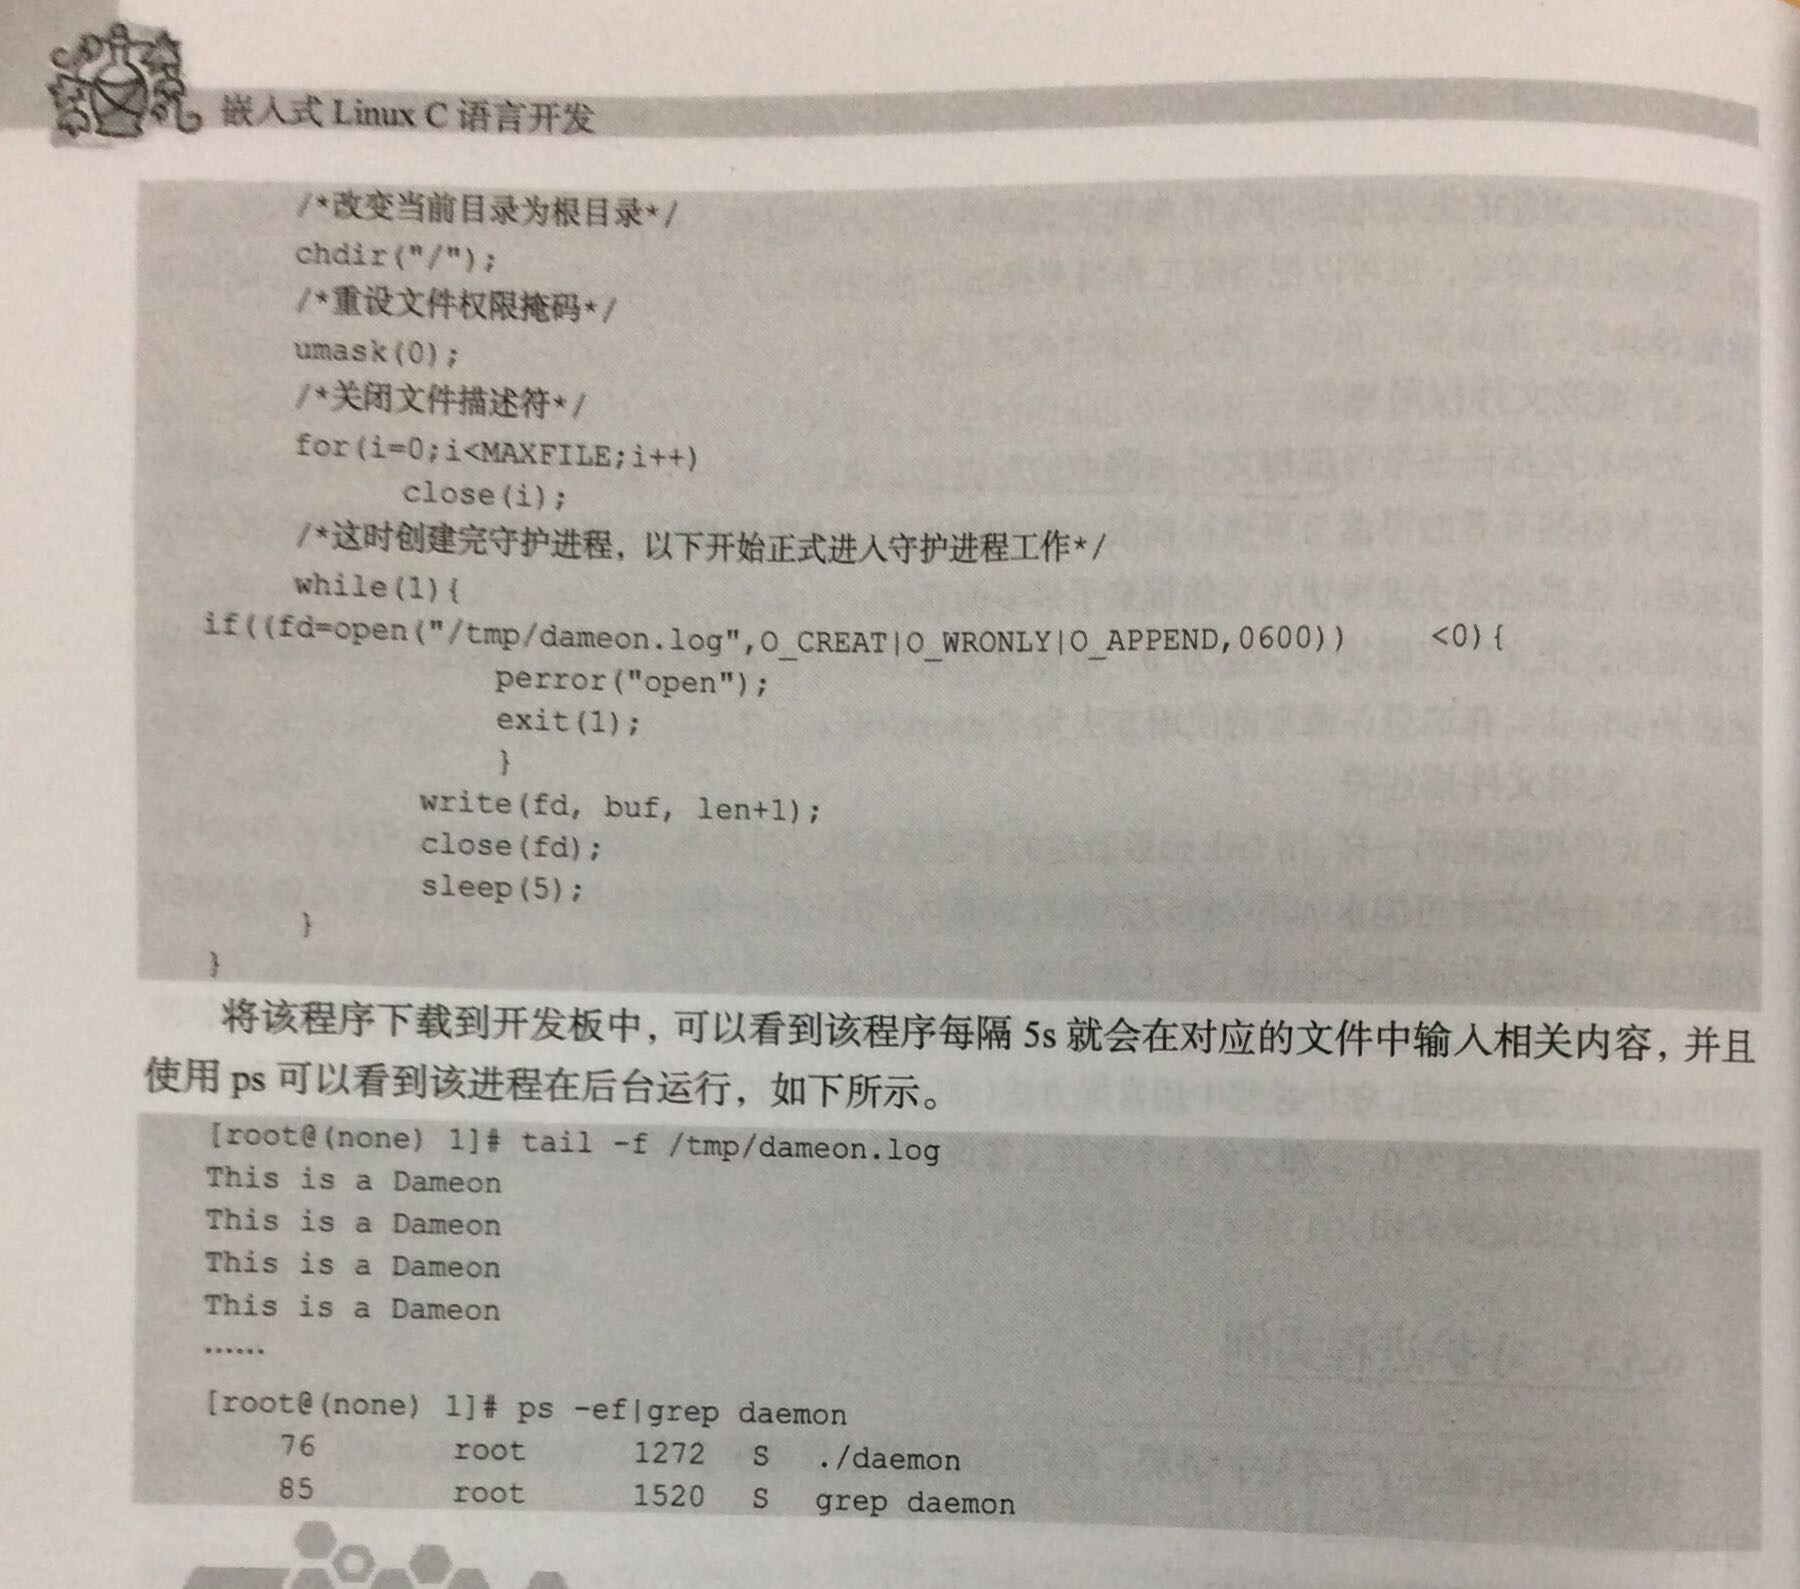 嵌入式 Linux C 语言开发
/*改变当前目录为根目录*/
chdir("/");
/*重设文件权限掩码*/
umask(0);
/*关闭文件描述符*/
for(i=0;i<MAXFILE;i++)
close(i);
/*这时创建完守护进程，以下开始正式进入守护进程工作*/
while(1){
if((fd=open("/tmp/dameon.log",O_CREAT|O_WRONLY|O_APPEND,0600)) <0){
perror("open");
exit(1);
}
write(fd, buf, len+1);
close(fd);
sleep(5);
}
}
将该程序下载到开发板中，可以看到该程序每隔 5s 就会在对应的文件中输入相关内容，并且
使用 ps 可以看到该进程在后台运行，如下所示。
[root@(none) 1]# tail -f /tmp/dameon.log
This is a Dameon
This is a Dameon
This is a Dameon
This is a Dameon
……
[root@(none) 1]# ps -ef|grep daemon
76 root 1272 S ./daemon
85 root 1520 S grep daemon